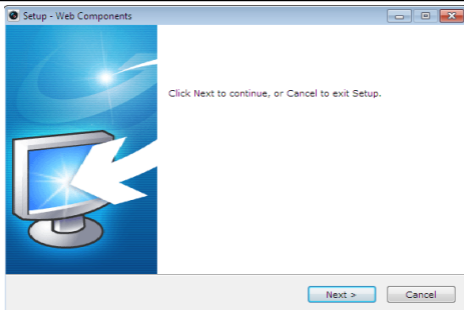 Setup - Web Components
Click Next to continue, or Cancel to exit Setup.
Next >
Cancel